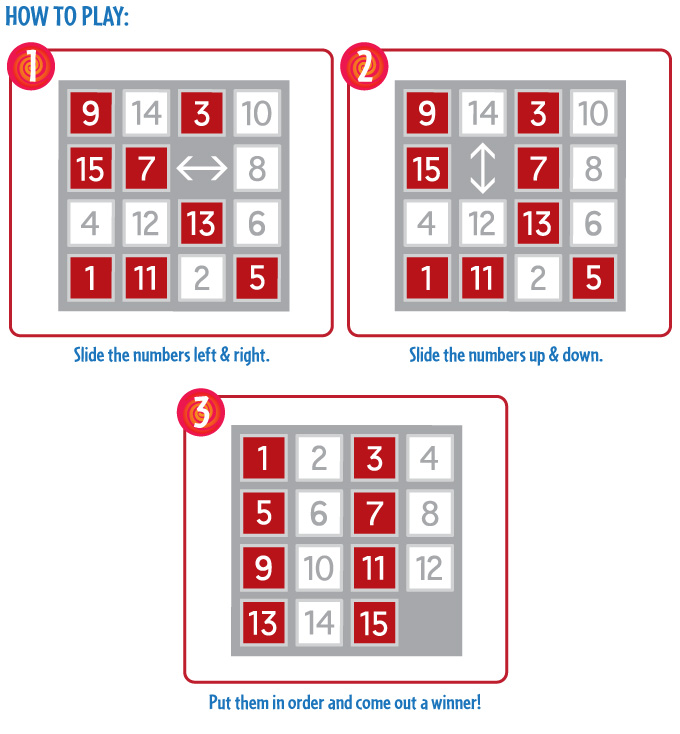 HOW TO PLAY:
1
9 14 3 10
15 7 8
4 12 13 6
1 11 2 5
Slide the numbers left & right.
2
9 14 3 10
15 7 8
4 12 13 6
1 11 2 5
Slide the numbers up & down.
3
1 2 3 4
5 6 7 8
9 10 11 12
13 14 15
Put them in order and come out a winner!